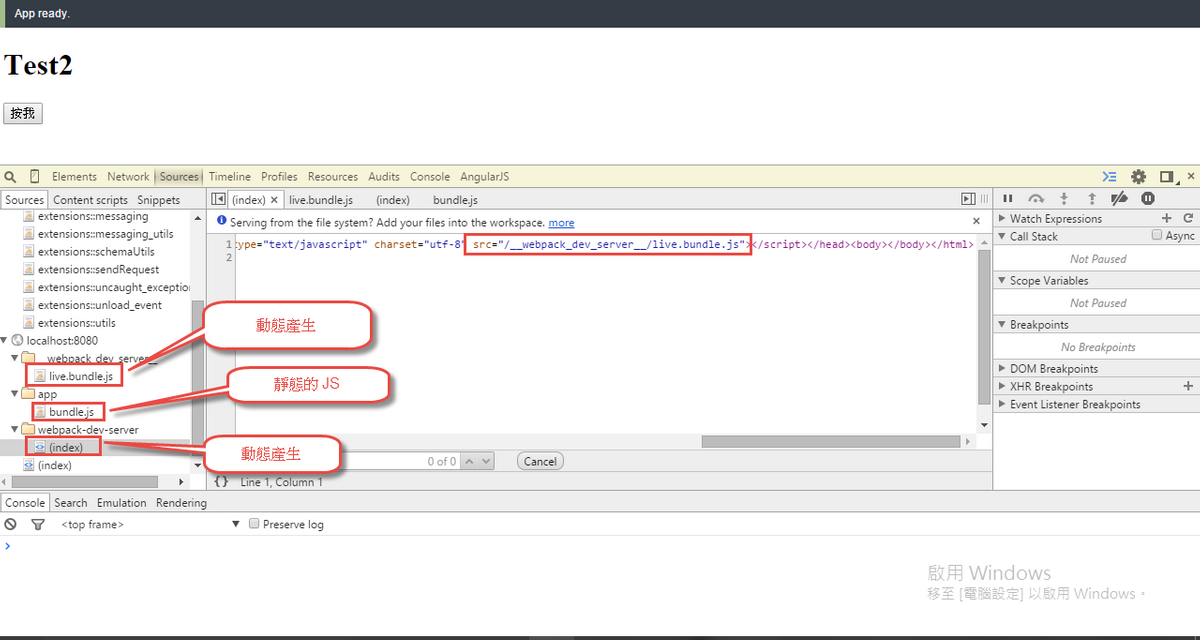 App ready.
Test2
按我
Elements Network Sources Timeline Profiles Resources Audits Console AngularJS
Sources Content scripts Snippets
(index) × live.bundle.js (index) bundle.js
extensions::messaging
extensions::messaging_utils
extensions::schemaUtils
extensions::sendRequest
extensions::uncaught_exception
extensions::unload_event
extensions::utils
localhost:8080
__webpack_dev_server__
live.bundle.js
app
bundle.js
webpack-dev-server
(index)
(index)
Serving from the file system? Add your files into the workspace. more
1 type="text/javascript" charset="utf-8" src="/__webpack_dev_server__/live.bundle.js"></script></head><body></body></html>
2
動態產生
靜態的 JS
動態產生
0 of 0 Cancel
{} Line 1, Column 1
Watch Expressions
Call Stack Async
Not Paused
Scope Variables
Not Paused
Breakpoints
No Breakpoints
DOM Breakpoints
XHR Breakpoints
Event Listener Breakpoints
Console Search Emulation Rendering
<top frame> Preserve log
啟用 Windows
移至 [電腦設定] 以啟用 Windows。